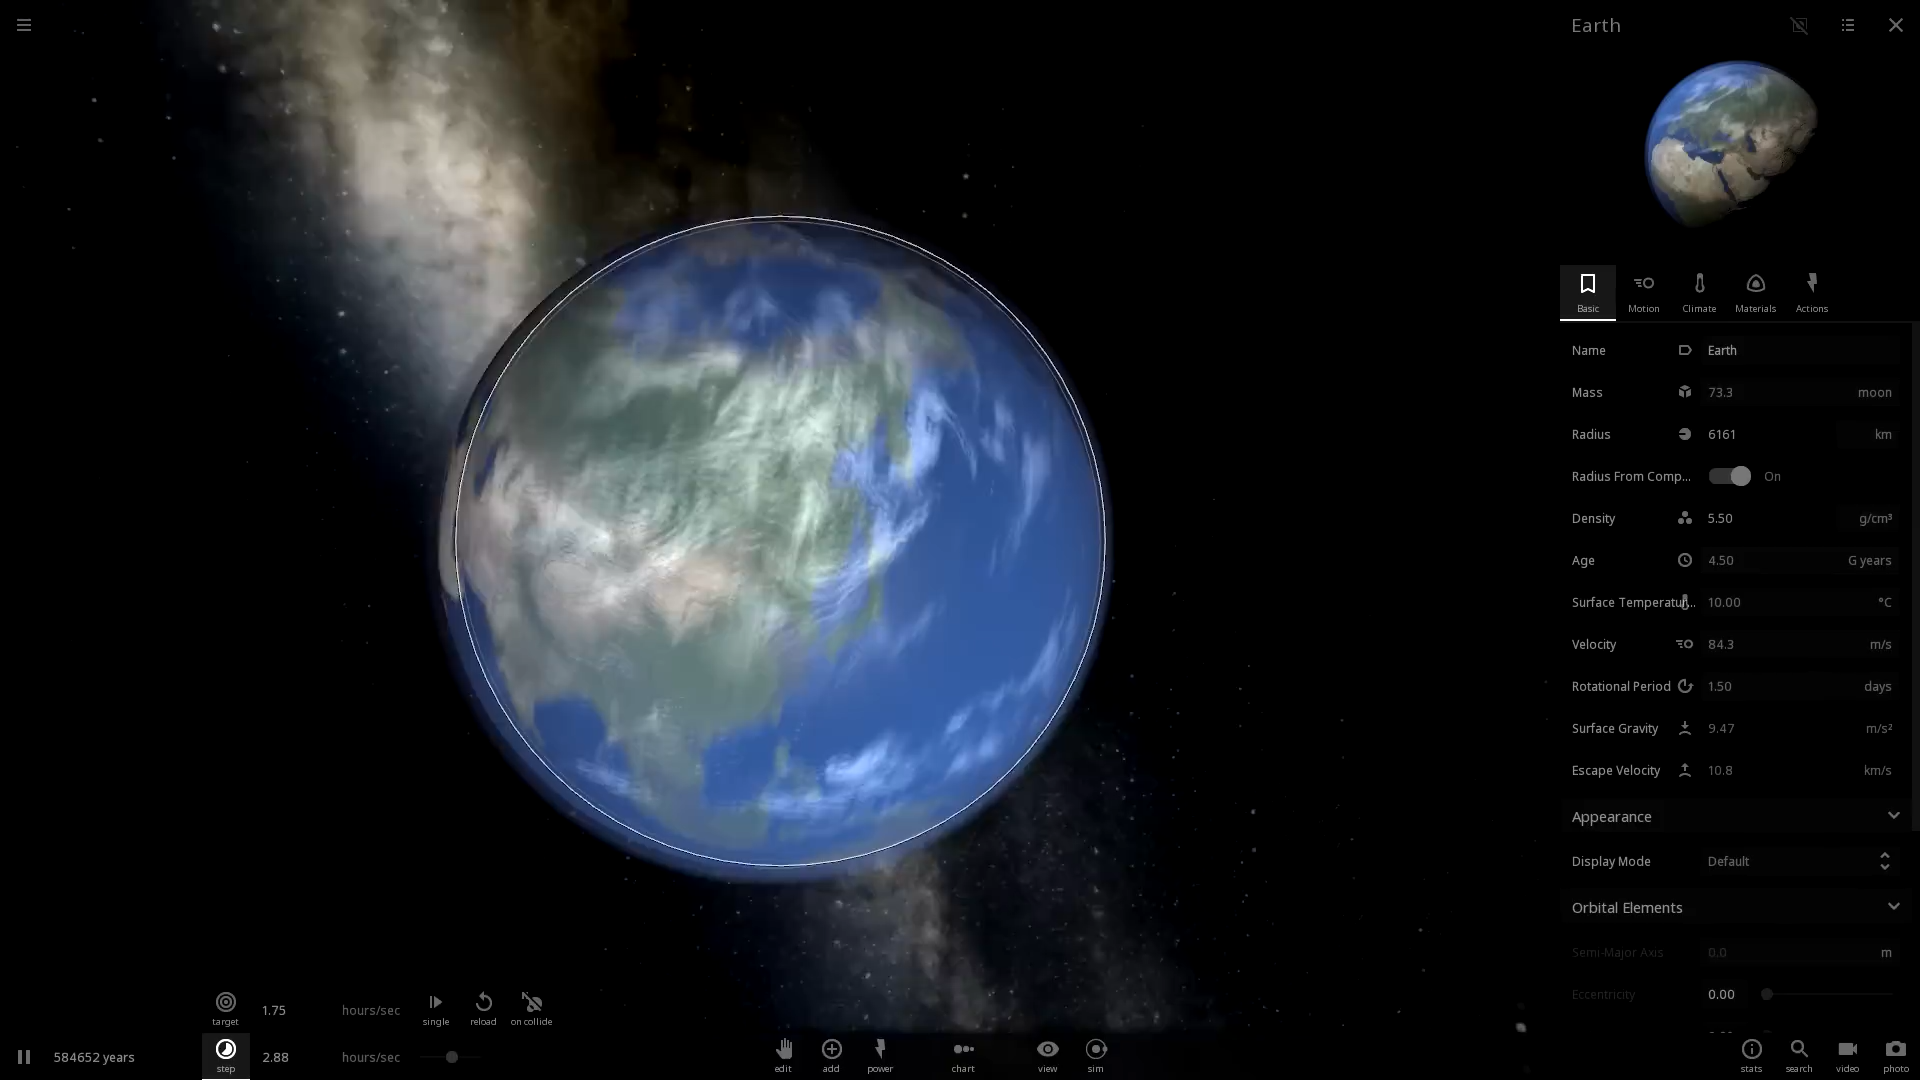 Earth
Basic
Motion
Climate
Materials
Actions
Name Earth
Mass 73.3 moon
Radius 6161 km
Radius From Comp... On
Density 5.50 g/cm³
Age 4.50 G years
Surface Temperatur... 10.00 °C
Velocity 84.3 m/s
Rotational Period 1.50 days
Surface Gravity 9.47 m/s²
Escape Velocity 10.8 km/s
Appearance
Display Mode Default
Orbital Elements
Semi-Major Axis 0.0 m
Eccentricity 0.00
target 1.75 hours/sec single reload on collide
584652 years step 2.88 hours/sec
edit add power chart view sim
stats search video photo